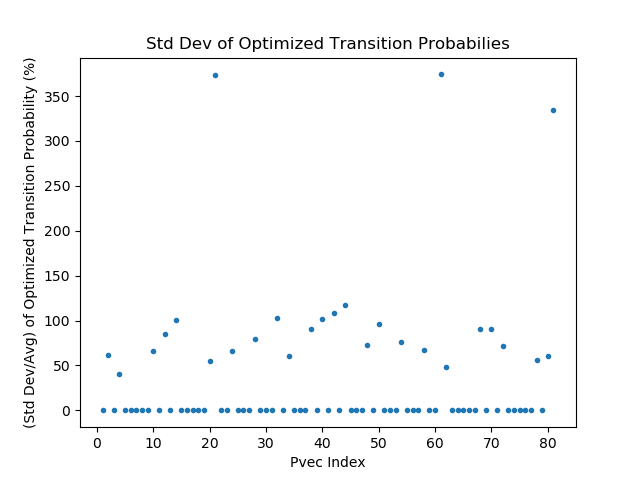 Std Dev of Optimized Transition Probabilies
(Std Dev/Avg) of Optimized Transition Probability (%)
350
300
250
200
150
100
50
0
0 10 20 30 40 50 60 70 80
Pvec Index